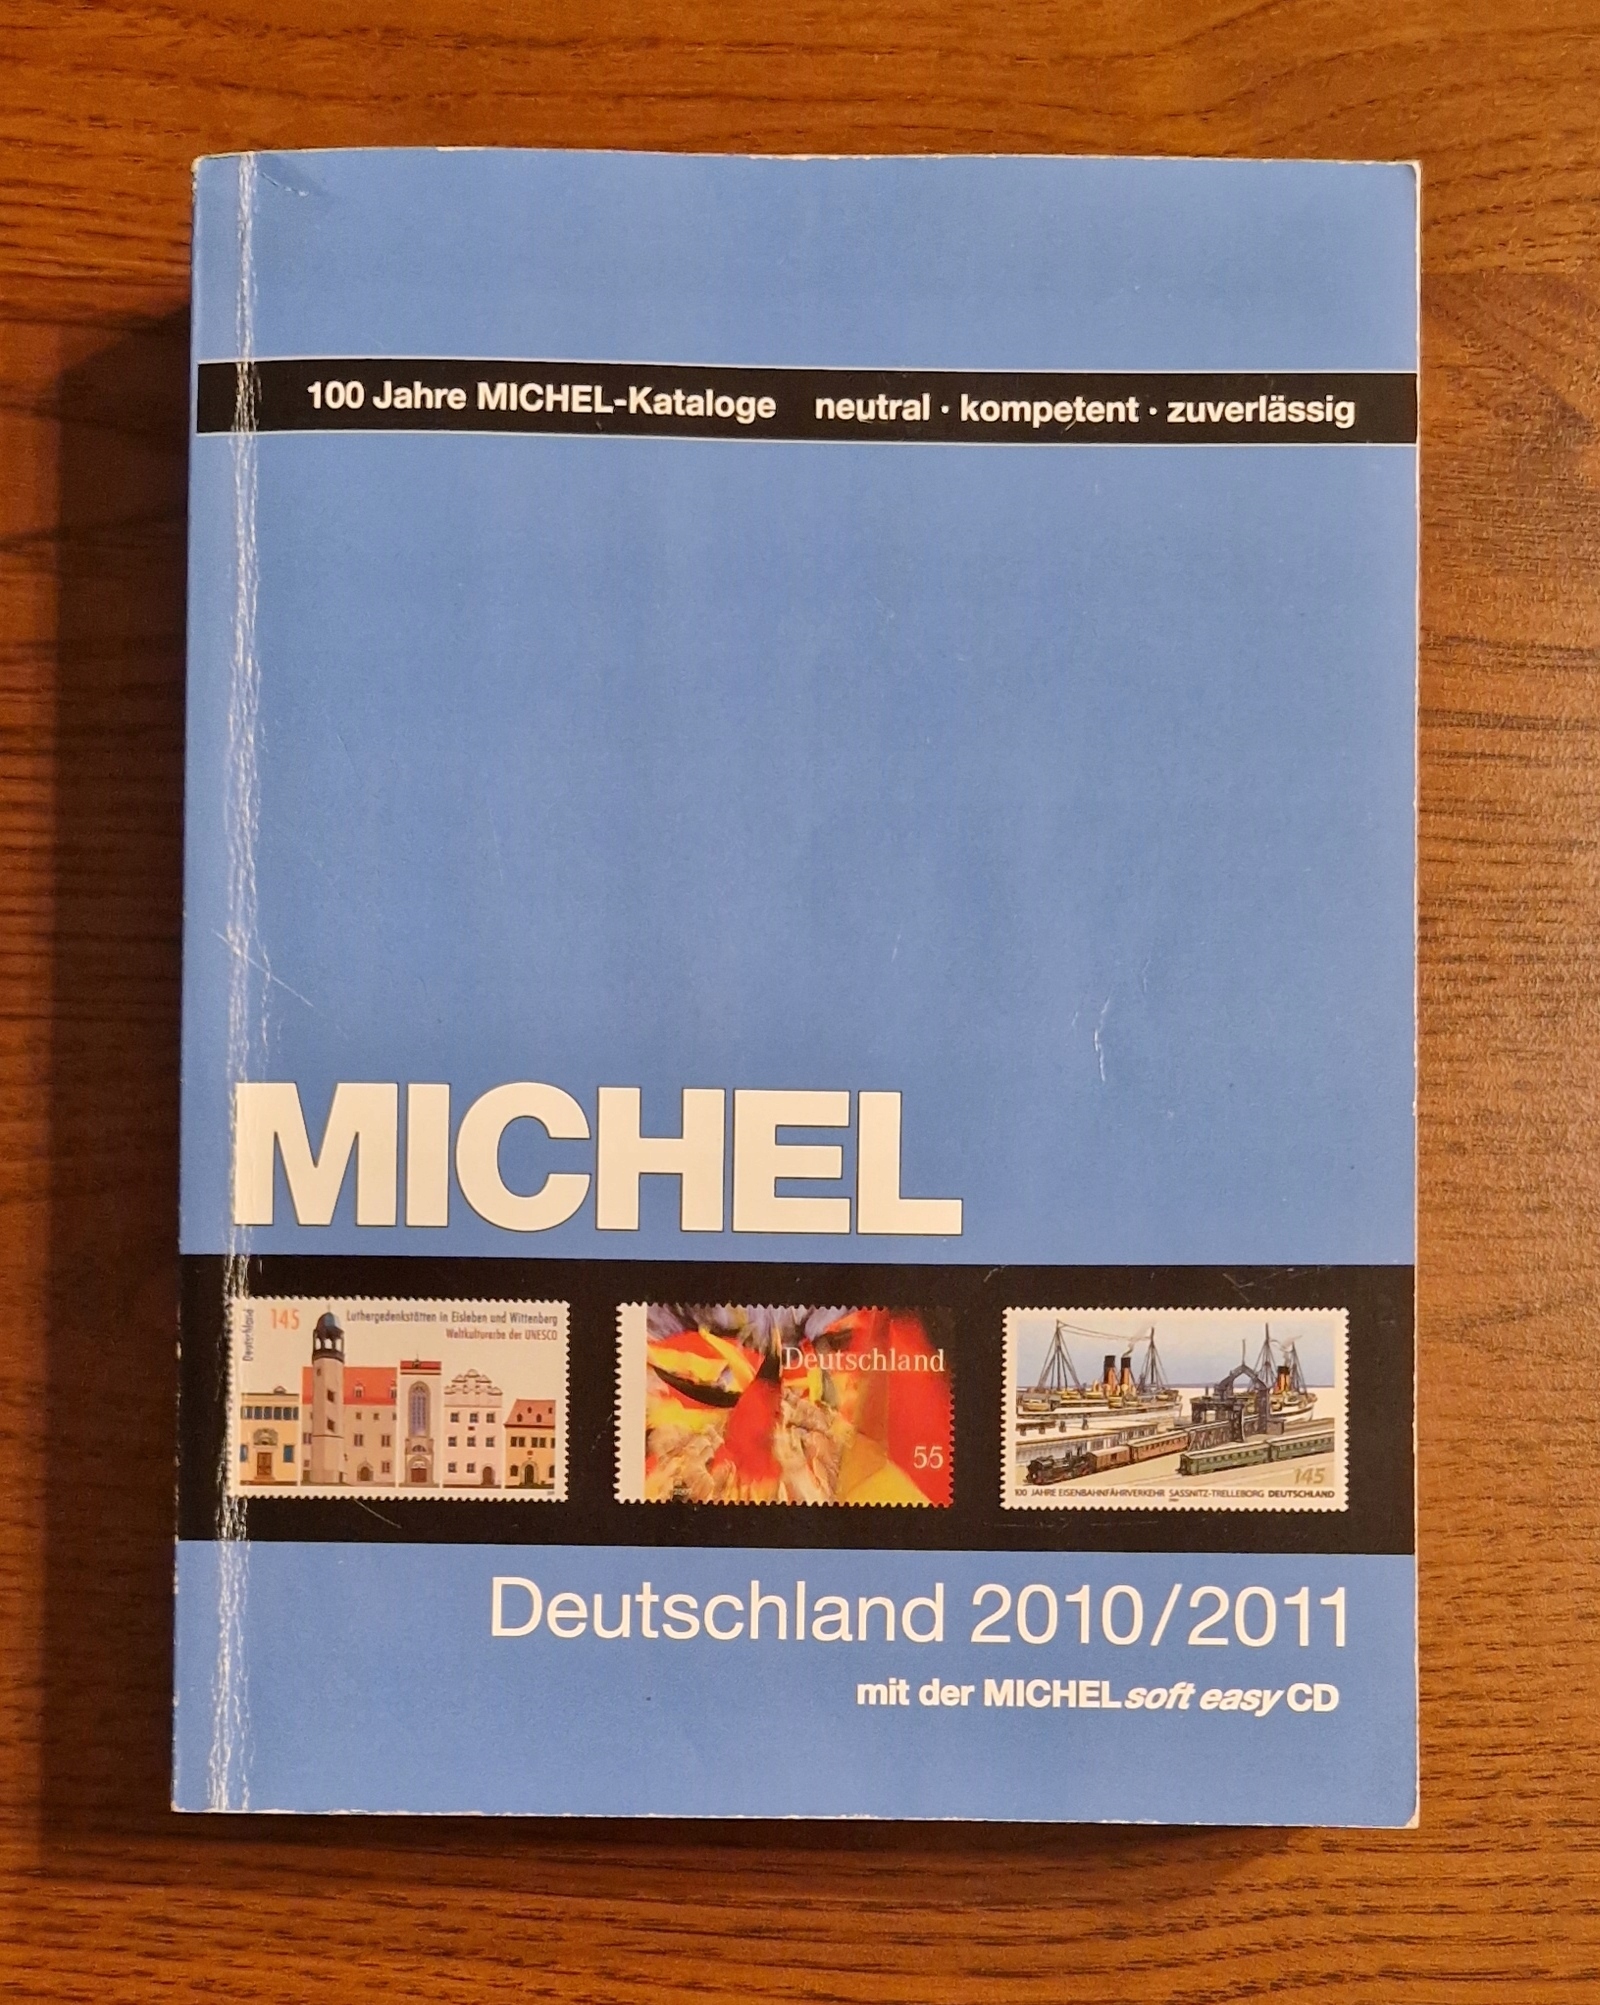 100 Jahre MICHEL-Kataloge neutral · kompetent · zuverlässig
MICHEL
Deutschland
145
Luthergedenkstätten in Eisleben und Wittenberg
Weltkulturerbe der UNESCO
Deutschland
55
145
100 JAHRE EISENBAHNFÄHRVERKEHR SASSNITZ-TRELLEBORG DEUTSCHLAND
Deutschland 2010/2011
mit der MICHELsoft easy CD